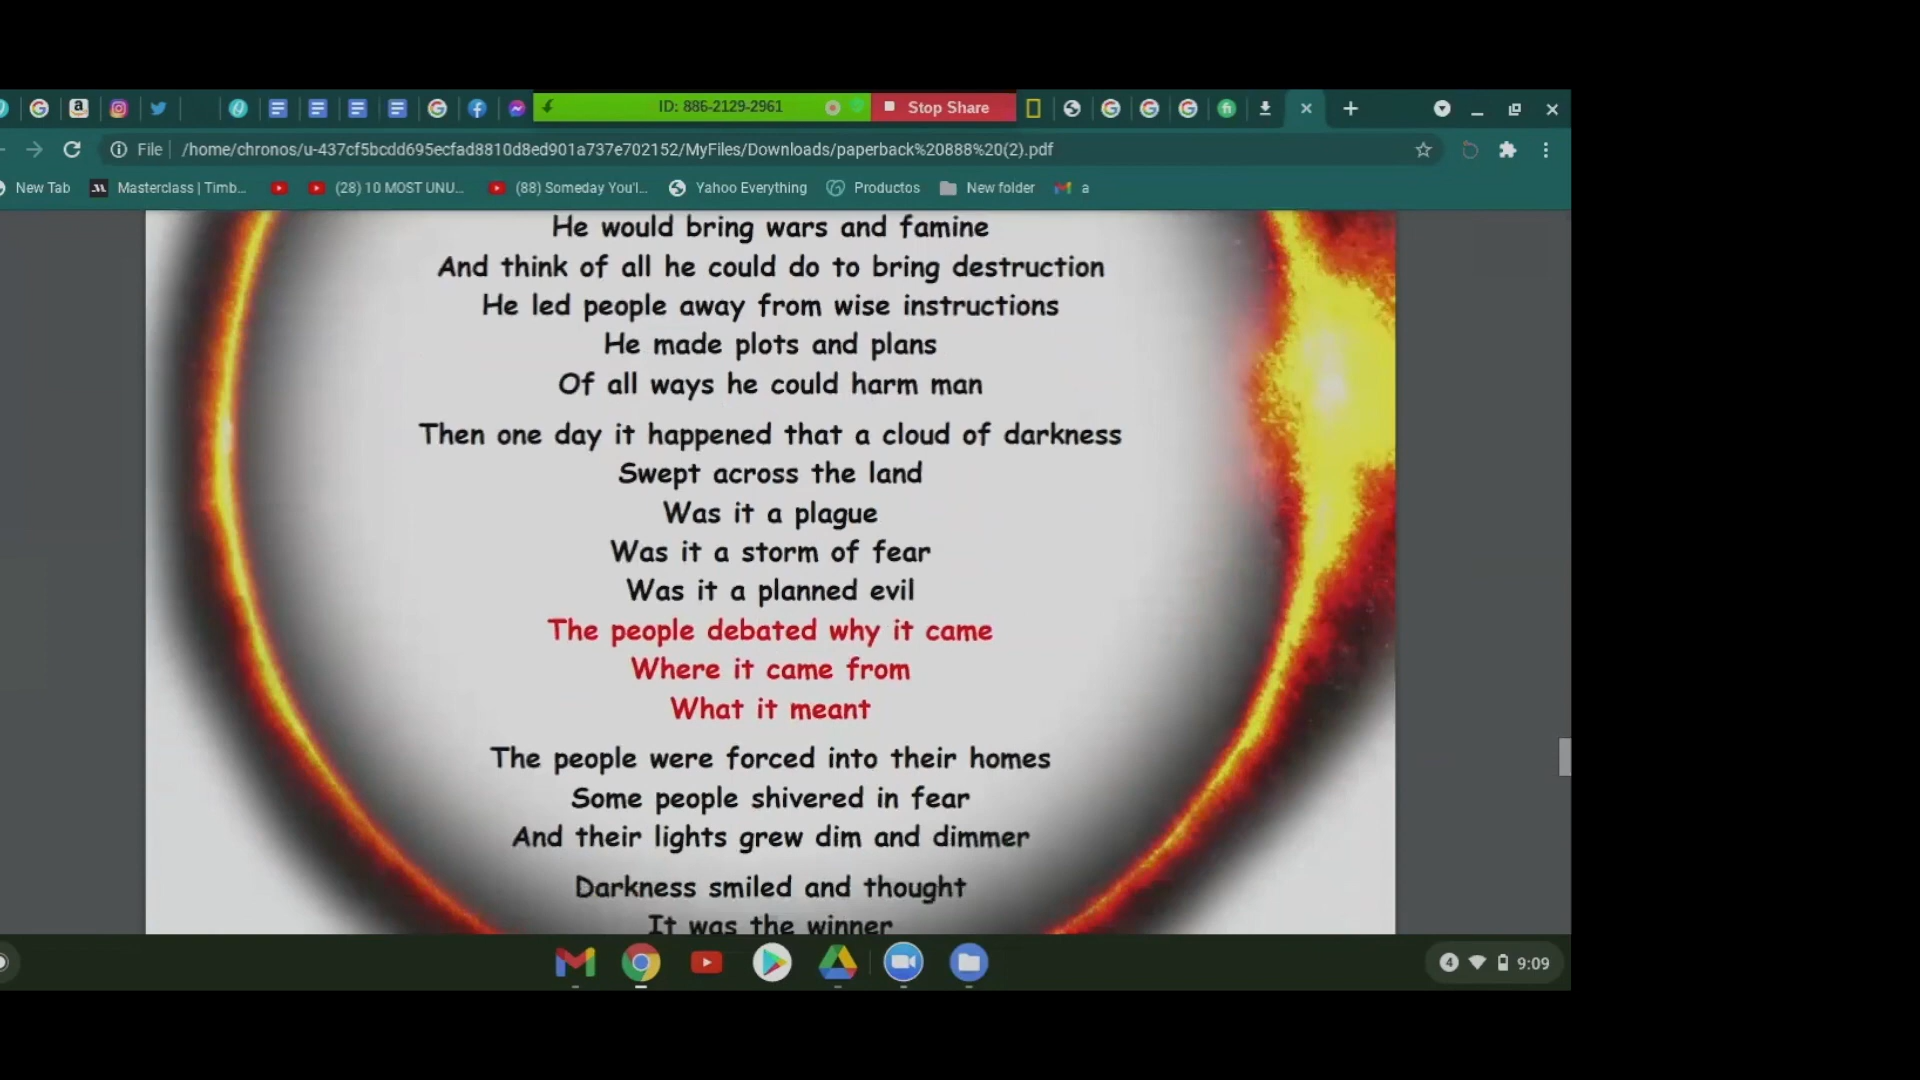 ID: 886-2129-2961
Stop Share
File
/home/chronos/u-437cf5bcdd695ecfad8810d8ed901a737e702152/MyFiles/Downloads/paperback%20888%20(2).pdf
New Tab
Masterclass | Timb...
(28) 10 MOST UNU...
(88) Someday You'l...
Yahoo Everything
Productos
New folder
a
He would bring wars and famine
And think of all he could do to bring destruction
He led people away from wise instructions
He made plots and plans
Of all ways he could harm man
Then one day it happened that a cloud of darkness
Swept across the land
Was it a plague
Was it a storm of fear
Was it a planned evil
The people debated why it came
Where it came from
What it meant
The people were forced into their homes
Some people shivered in fear
And their lights grew dim and dimmer
Darkness smiled and thought
It was the winner
4
9:09